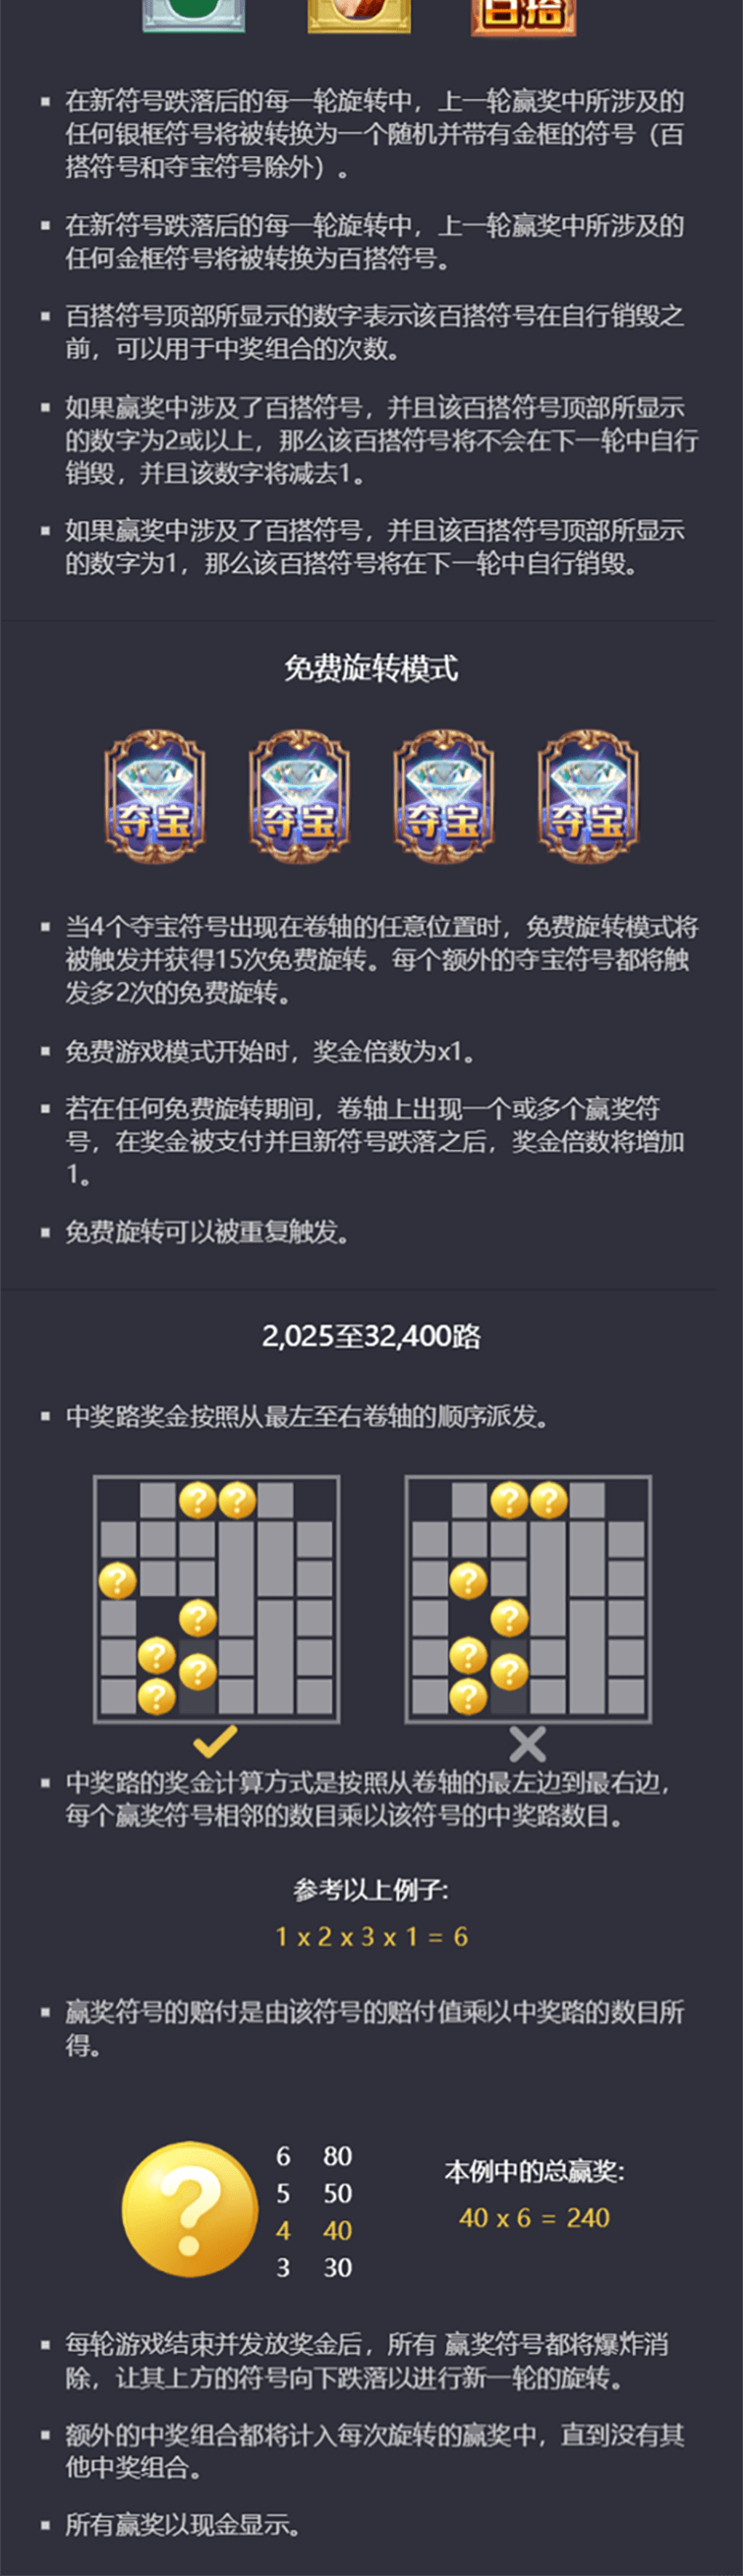 百搭
在新符号跌落后的每一轮旋转中，上一轮赢奖中所涉及的
任何银框符号将被转换为一个随机并带有金框的符号（百
搭符号和夺宝符号除外）。
在新符号跌落后的每一轮旋转中，上一轮赢奖中所涉及的
任何金框符号将被转换为百搭符号。
百搭符号顶部所显示的数字表示该百搭符号在自行销毁之
前，可以用于中奖组合的次数。
如果赢奖中涉及了百搭符号，并且该百搭符号顶部所显示
的数字为2或以上，那么该百搭符号将不会在下一轮中自行
销毁，并且该数字将减去1。
如果赢奖中涉及了百搭符号，并且该百搭符号顶部所显示
的数字为1，那么该百搭符号将在下一轮中自行销毁。
免费旋转模式
夺宝 夺宝 夺宝 夺宝
当4个夺宝符号出现在卷轴的任意位置时，免费旋转模式将
被触发并获得15次免费旋转。每个额外的夺宝符号都将触
发多2次的免费旋转。
免费游戏模式开始时，奖金倍数为x1。
若在任何免费旋转期间，卷轴上出现一个或多个赢奖符
号，在奖金被支付并且新符号跌落之后，奖金倍数将增加
1。
免费旋转可以被重复触发。
2,025至32,400路
中奖路奖金按照从最左至右卷轴的顺序派发。
? ? ? ?
? ?
? ? ?
? ?
? ?
? ?
中奖路的奖金计算方式是按照从卷轴的最左边到最右边，
每个赢奖符号相邻的数目乘以该符号的中奖路数目。
参考以上例子:
1 x 2 x 3 x 1 = 6
赢奖符号的赔付是由该符号的赔付值乘以中奖路的数目所
得。
?
6 80
5 50
4 40
3 30
本例中的总赢奖:
40 x 6 = 240
每轮游戏结束并发放奖金后，所有 赢奖符号都将爆炸消
除，让其上方的符号向下跌落以进行新一轮的旋转。
额外的中奖组合都将计入每次旋转的赢奖中，直到没有其
他中奖组合。
所有赢奖以现金显示。